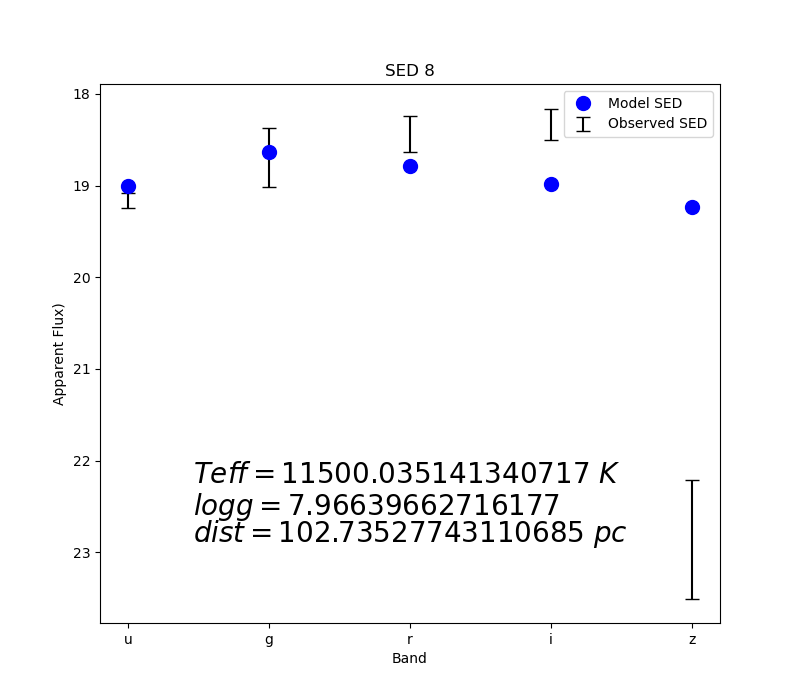 SED 8
Model SED
Observed SED
18
19
20
21
22
23
Apparent Flux)
Teff = 11500.035141340717 K
logg = 7.96639662716177
dist = 102.73527743110685 pc
u g r i z
Band